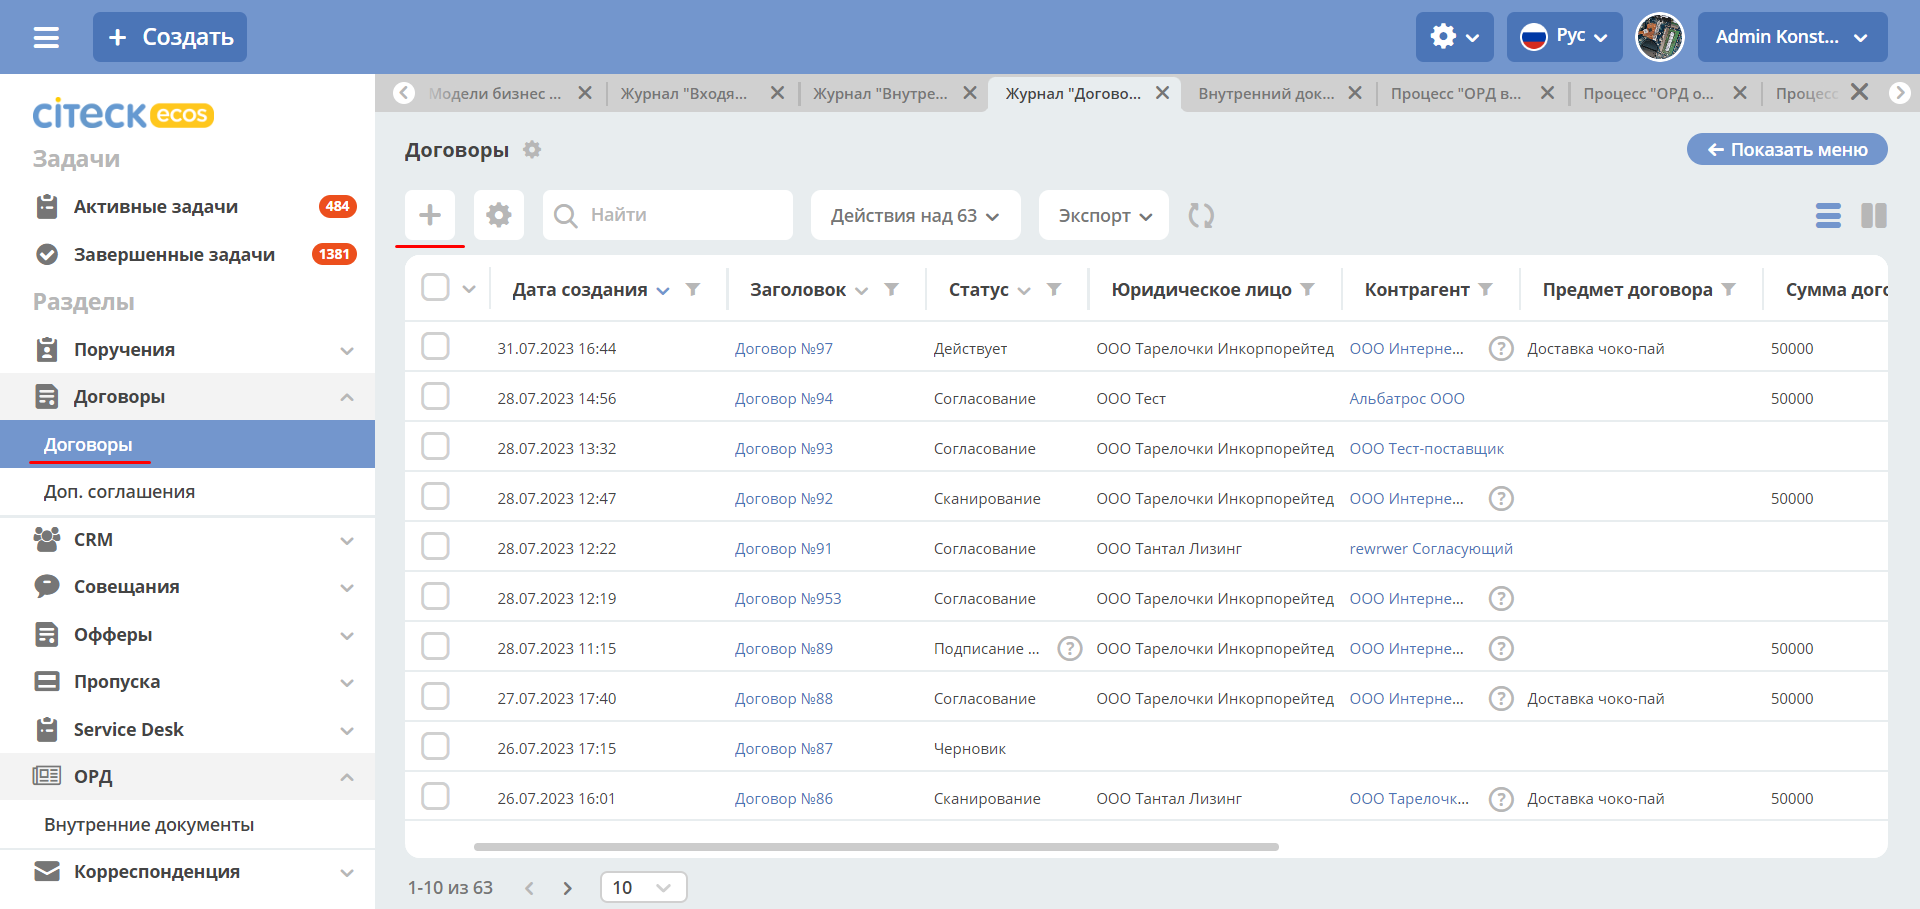 + Создать
Рус
Admin Konst...
CITECK ecos
Задачи
Активные задачи 484
Завершенные задачи 1381
Разделы
Поручения
Договоры
Договоры
Доп. соглашения
CRM
Совещания
Офферы
Пропуска
Service Desk
ОРД
Внутренние документы
Корреспонденция
Модели бизнес ...
Журнал "Входя...
Журнал "Внутре...
Журнал "Догово...
Внутренний док...
Процесс "ОРД в...
Процесс "ОРД о...
Процесс
Договоры
Показать меню
Найти
Действия над 63
Экспорт
Дата создания Заголовок Статус Юридическое лицо Контрагент Предмет договора Сумма дого
31.07.2023 16:44 Договор №97 Действует ООО Тарелочки Инкорпорейтед ООО Интерне... ? Доставка чоко-пай 50000
28.07.2023 14:56 Договор №94 Согласование ООО Тест Альбатрос ООО 50000
28.07.2023 13:32 Договор №93 Согласование ООО Тарелочки Инкорпорейтед ООО Тест-поставщик
28.07.2023 12:47 Договор №92 Сканирование ООО Тарелочки Инкорпорейтед ООО Интерне... ? 50000
28.07.2023 12:22 Договор №91 Согласование ООО Тантал Лизинг rewrwer Согласующий
28.07.2023 12:19 Договор №953 Согласование ООО Тарелочки Инкорпорейтед ООО Интерне... ?
28.07.2023 11:15 Договор №89 Подписание ... ? ООО Тарелочки Инкорпорейтед ООО Интерне... ? 50000
27.07.2023 17:40 Договор №88 Согласование ООО Тарелочки Инкорпорейтед ООО Интерне... ? Доставка чоко-пай 50000
26.07.2023 17:15 Договор №87 Черновик
26.07.2023 16:01 Договор №86 Сканирование ООО Тантал Лизинг ООО Тарелочк... ? Доставка чоко-пай 50000
1-10 из 63
10